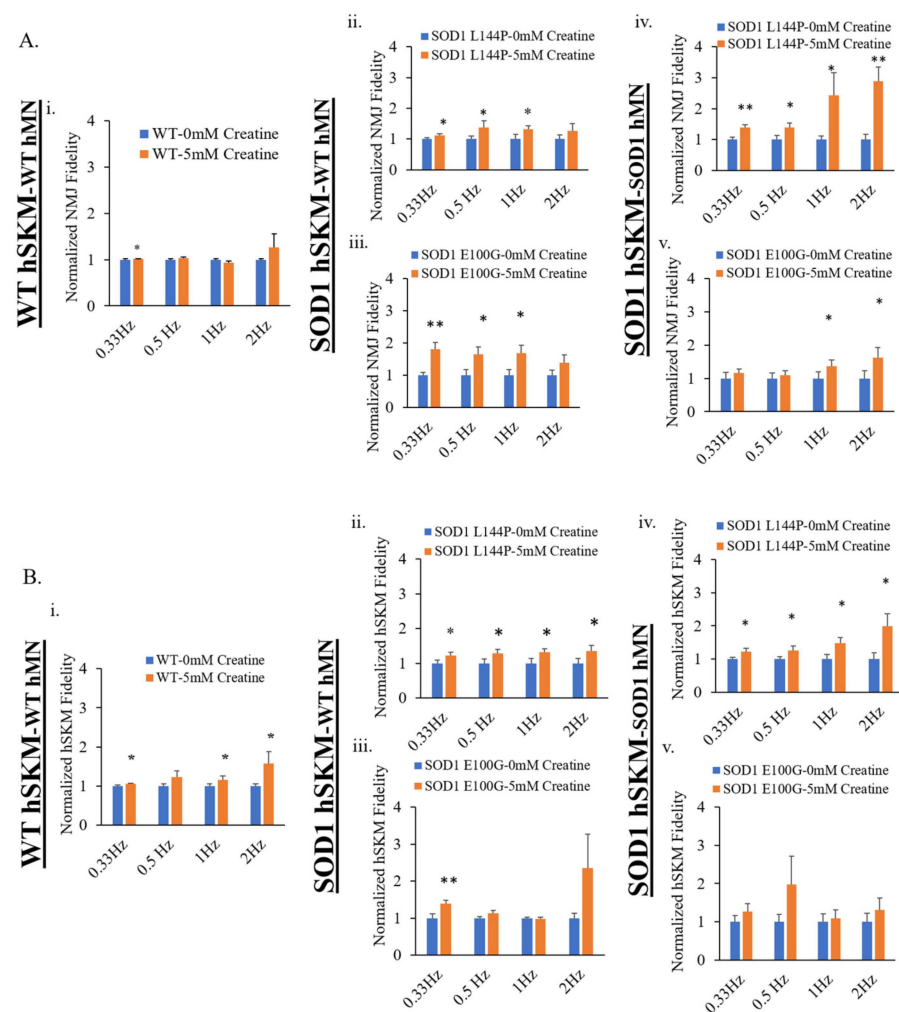 A.
WT hSKM-WT hMN
i.
Normalized NMJ Fidelity
WT-0mM Creatine
WT-5mM Creatine
4
3
2
1
0
0.33Hz
0.5 Hz
1Hz
2Hz
*
SOD1 hSKM-WT hMN
ii.
SOD1 L144P-0mM Creatine
SOD1 L144P-5mM Creatine
Normalized NMJ Fidelity
4
3
2
1
0
* * *
0.33Hz
0.5 Hz
1Hz
2Hz
iii.
SOD1 E100G-0mM Creatine
SOD1 E100G-5mM Creatine
Normalized NMJ Fidelity
4
3
2
1
0
** * *
0.33Hz
0.5 Hz
1Hz
2Hz
SOD1 hSKM-SOD1 hMN
iv.
SOD1 L144P-0mM Creatine
SOD1 L144P-5mM Creatine
Normalized NMJ Fidelity
4
3
2
1
0
** * * **
0.33Hz
0.5 Hz
1Hz
2Hz
v.
SOD1 E100G-0mM Creatine
SOD1 E100G-5mM Creatine
Normalized NMJ Fidelity
4
3
2
1
0
* *
0.33Hz
0.5 Hz
1Hz
2Hz
B.
WT hSKM-WT hMN
i.
WT-0mM Creatine
WT-5mM Creatine
Normalized hSKM Fidelity
4
3
2
1
0
* * *
0.33Hz
0.5 Hz
1Hz
2Hz
SOD1 hSKM-WT hMN
ii.
SOD1 L144P-0mM Creatine
SOD1 L144P-5mM Creatine
Normalized hSKM Fidelity
4
3
2
1
0
* * * *
0.33Hz
0.5 Hz
1Hz
2Hz
iii.
SOD1 E100G-0mM Creatine
SOD1 E100G-5mM Creatine
Normalized hSKM Fidelity
4
3
2
1
0
**
0.33Hz
0.5 Hz
1Hz
2Hz
SOD1 hSKM-SOD1 hMN
iv.
SOD1 L144P-0mM Creatine
SOD1 L144P-5mM Creatine
Normalized hSKM Fidelity
4
2
0
* * * *
0.33Hz
0.5 Hz
1Hz
2Hz
v.
SOD1 E100G-0mM Creatine
SOD1 E100G-5mM Creatine
Normalized hSKM Fidelity
4
3
2
1
0
0.33Hz
0.5 Hz
1Hz
2Hz